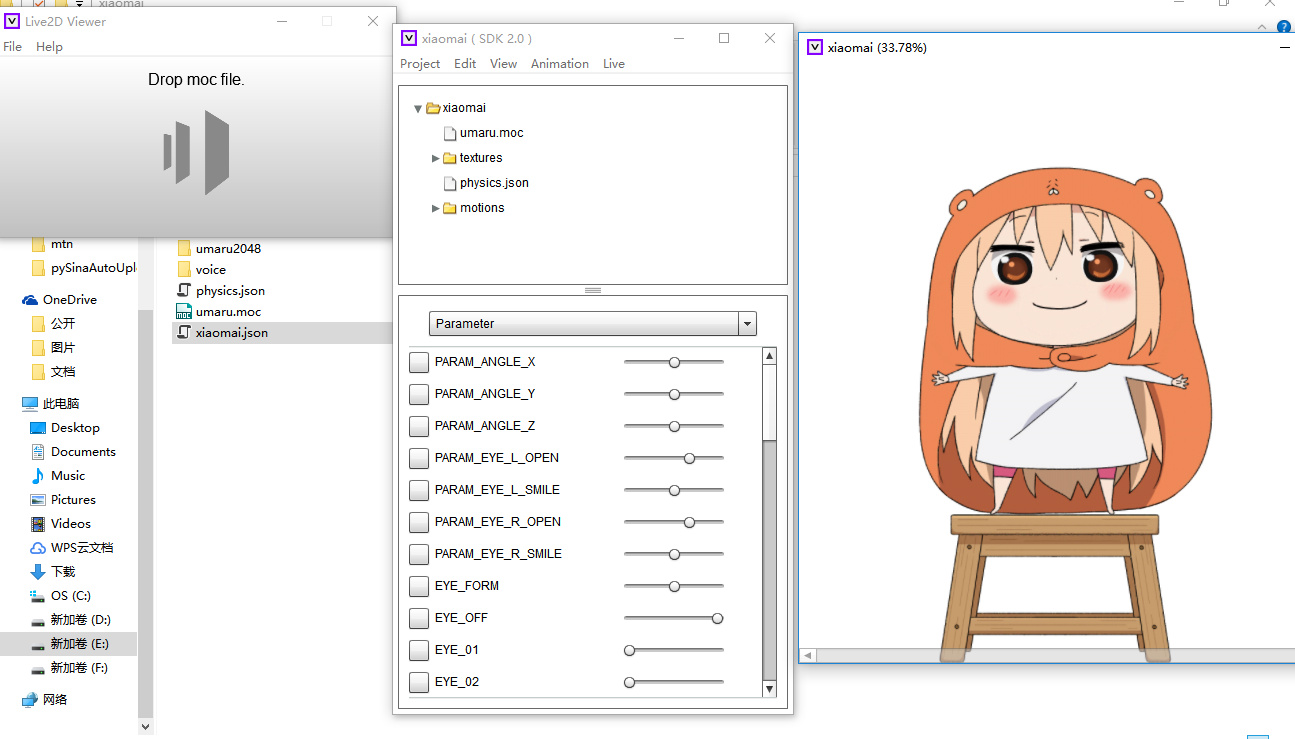 xiaomai
Live2D Viewer
File Help
Drop moc file.
mtn
pySinaAutoUpl
OneDrive
公开
图片
文档
此电脑
Desktop
Documents
Music
Pictures
Videos
WPS云文档
下载
OS (C:)
新加卷 (D:)
新加卷 (E:)
新加卷 (F:)
网络
umaru2048
voice
physics.json
umaru.moc
xiaomai.json
xiaomai ( SDK 2.0 )
Project Edit View Animation Live
xiaomai
umaru.moc
textures
physics.json
motions
Parameter
PARAM_ANGLE_X
PARAM_ANGLE_Y
PARAM_ANGLE_Z
PARAM_EYE_L_OPEN
PARAM_EYE_L_SMILE
PARAM_EYE_R_OPEN
PARAM_EYE_R_SMILE
EYE_FORM
EYE_OFF
EYE_01
EYE_02
xiaomai (33.78%)